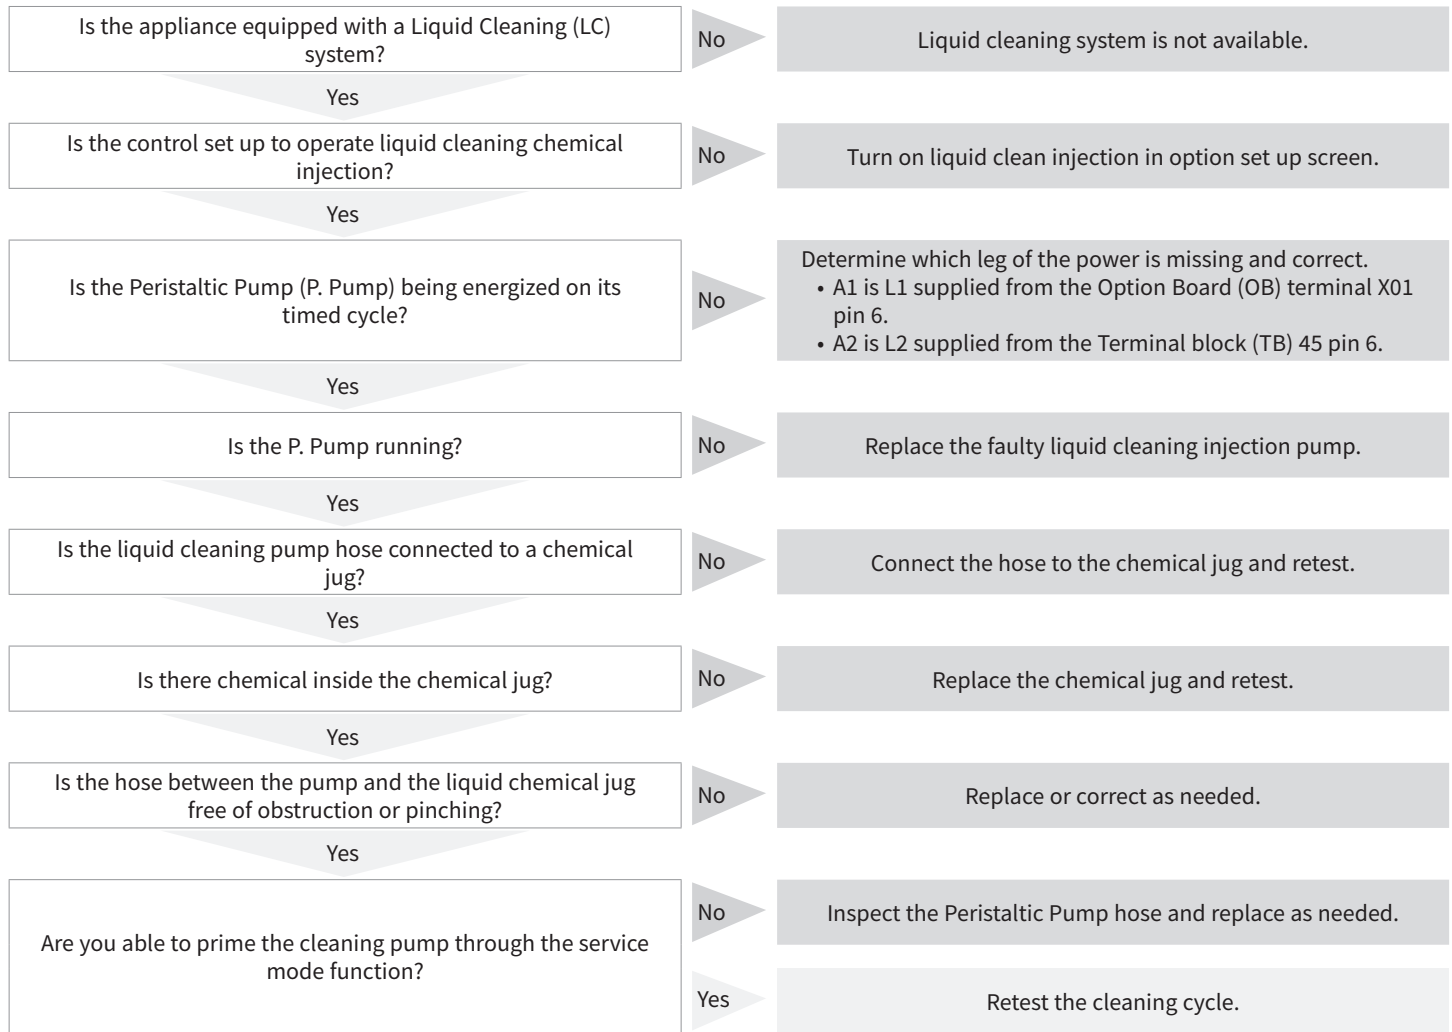 Is the appliance equipped with a Liquid Cleaning (LC)
system?
No
Liquid cleaning system is not available.
Yes
Is the control set up to operate liquid cleaning chemical
injection?
No
Turn on liquid clean injection in option set up screen.
Yes
Is the Peristaltic Pump (P. Pump) being energized on its
timed cycle?
No
Determine which leg of the power is missing and correct.
• A1 is L1 supplied from the Option Board (OB) terminal X01
pin 6.
• A2 is L2 supplied from the Terminal block (TB) 45 pin 6.
Yes
Is the P. Pump running?
No
Replace the faulty liquid cleaning injection pump.
Yes
Is the liquid cleaning pump hose connected to a chemical
jug?
No
Connect the hose to the chemical jug and retest.
Yes
Is there chemical inside the chemical jug?
No
Replace the chemical jug and retest.
Yes
Is the hose between the pump and the liquid chemical jug
free of obstruction or pinching?
No
Replace or correct as needed.
Yes
Are you able to prime the cleaning pump through the service
mode function?
No
Inspect the Peristaltic Pump hose and replace as needed.
Yes
Retest the cleaning cycle.